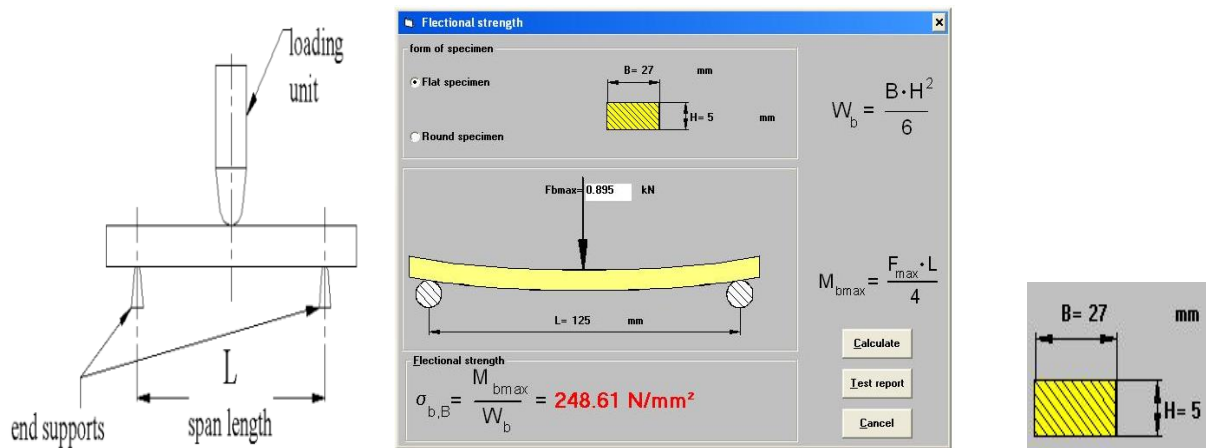 loading
unit
L
end supports
span length
Flectional strength
form of specimen
Flat specimen
Round specimen
B= 27 mm
H= 5 mm
W_b = B·H² / 6
Fbmax= 0.895 kN
L= 125 mm
M_bmax = F_max·L / 4
Flectional strength
σ_b,B = M_bmax / W_b = 248.61 N/mm²
Calculate
Test report
Cancel
B= 27 mm
H= 5